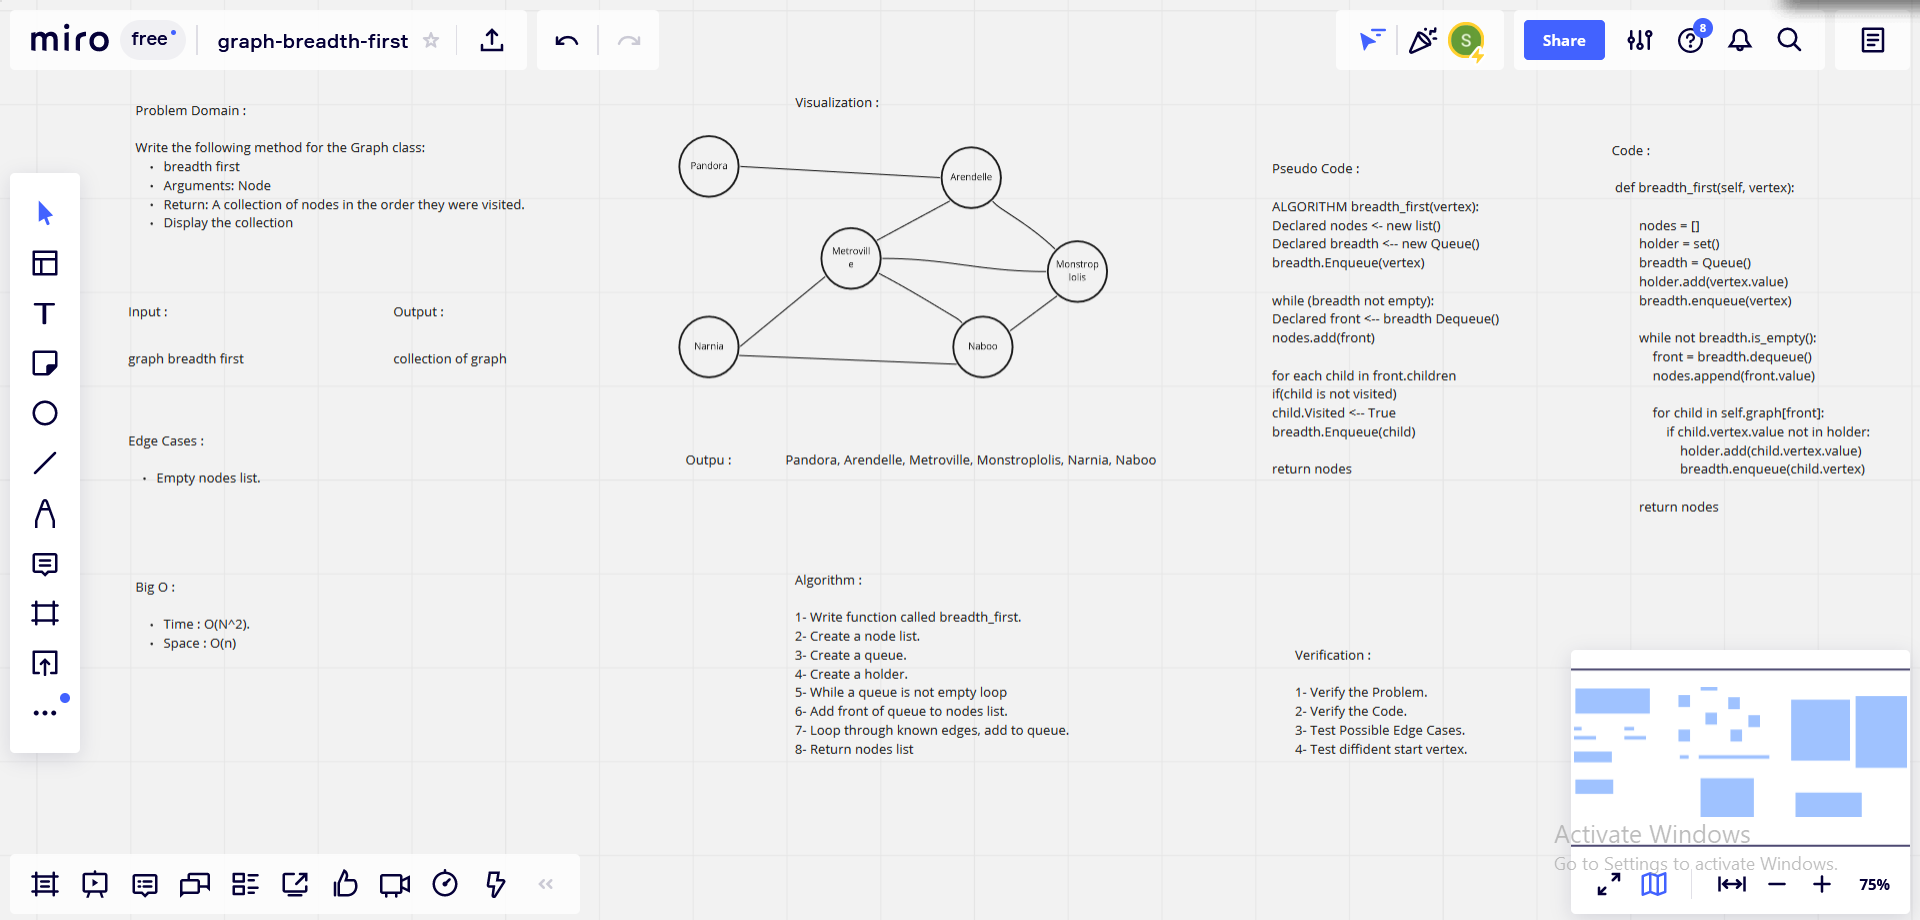 miro
free
graph-breadth-first
S
Share
8
Problem Domain :
Write the following method for the Graph class:
• breadth first
• Arguments: Node
• Return: A collection of nodes in the order they were visited.
• Display the collection
Input :
Output :
graph breadth first
collection of graph
Edge Cases :
• Empty nodes list.
Big O :
• Time : O(N^2).
• Space : O(n)
Visualization :
Pandora
Arendelle
Metrovill
e
Monstrop
lolis
Narnia
Naboo
Outpu :
Pandora, Arendelle, Metroville, Monstroplolis, Narnia, Naboo
Algorithm :
1- Write function called breadth_first.
2- Create a node list.
3- Create a queue.
4- Create a holder.
5- While a queue is not empty loop
6- Add front of queue to nodes list.
7- Loop through known edges, add to queue.
8- Return nodes list
Pseudo Code :
ALGORITHM breadth_first(vertex):
Declared nodes <- new list()
Declared breadth <-- new Queue()
breadth.Enqueue(vertex)
while (breadth not empty):
Declared front <-- breadth Dequeue()
nodes.add(front)
for each child in front.children
if(child is not visited)
child.Visited <-- True
breadth.Enqueue(child)
return nodes
Code :
def breadth_first(self, vertex):
nodes = []
holder = set()
breadth = Queue()
holder.add(vertex.value)
breadth.enqueue(vertex)
while not breadth.is_empty():
front = breadth.dequeue()
nodes.append(front.value)
for child in self.graph[front]:
if child.vertex.value not in holder:
holder.add(child.vertex.value)
breadth.enqueue(child.vertex)
return nodes
Verification :
1- Verify the Problem.
2- Verify the Code.
3- Test Possible Edge Cases.
4- Test diffident start vertex.
Activate Windows
Go to Settings to activate Windows.
75%